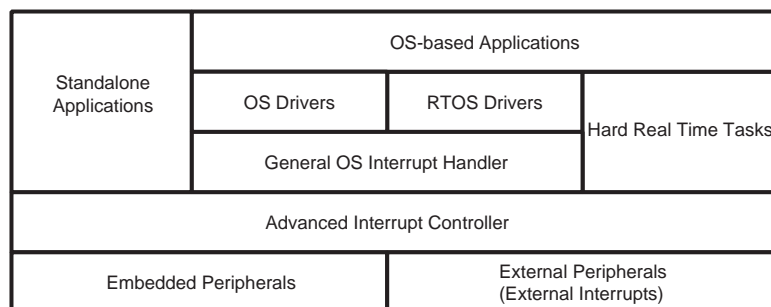 OS-based Applications
Standalone
Applications
OS Drivers
RTOS Drivers
Hard Real Time Tasks
General OS Interrupt Handler
Advanced Interrupt Controller
Embedded Peripherals
External Peripherals
(External Interrupts)